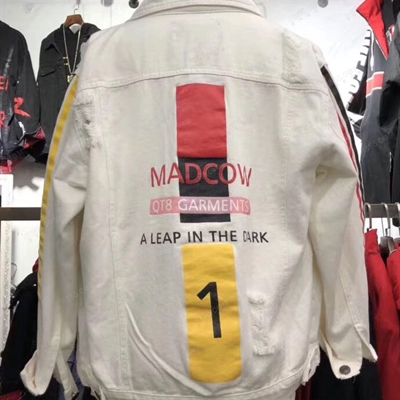 MADCOW
QT8 GARMENTS
A LEAP IN THE DARK
1